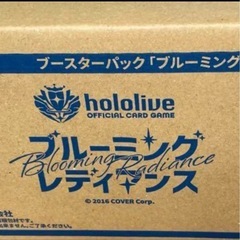 ブースターパック「ブルーミング
hololive
OFFICIAL CARD GAME
ブルーミング
Blooming Radiance
レディアンス
© 2016 COVER Corp.